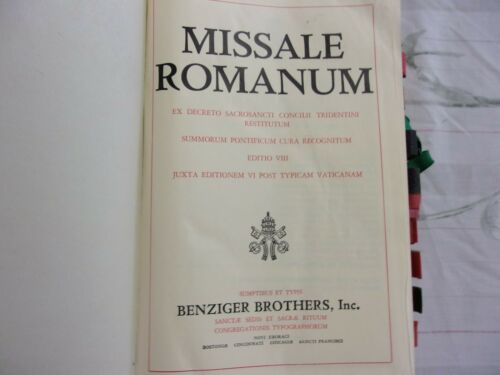 MISSALE
ROMANUM
EX DECRETO SACROSANCTI CONCILII TRIDENTINI
RESTITUTUM
SUMMORUM PONTIFICUM CURA RECOGNITUM
EDITIO VIII
JUXTA EDITIONEM VI POST TYPICAM VATICANAM
SUMPTIBUS ET TYPIS
BENZIGER BROTHERS, Inc.
SANCTÆ SEDIS ET SACRÆ RITUUM
CONGREGATIONIS TYPOGRAPHORUM
NEO EBORACI
BOSTONIÆ CINCINNATI CHICAGIÆ SANCTI FRANCISCI